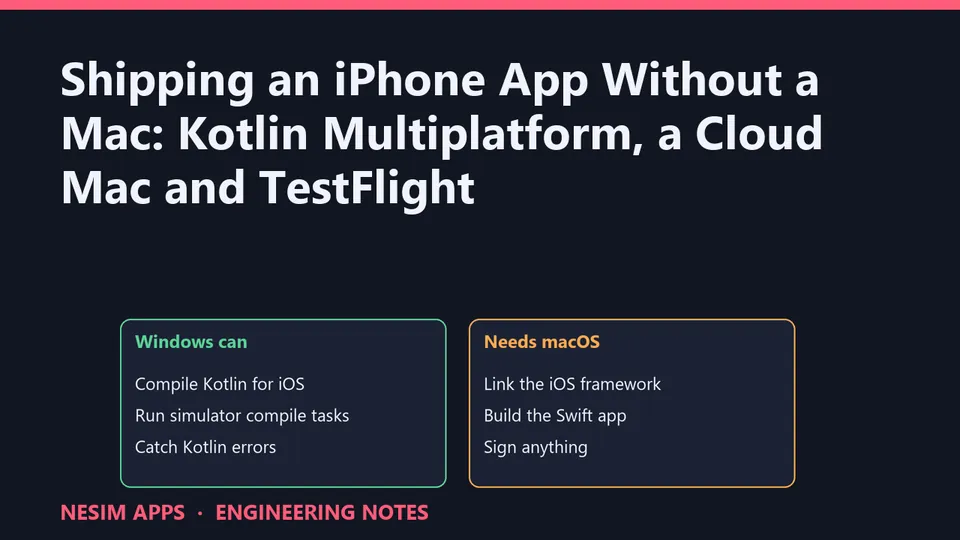 Shipping an iPhone App Without a
Mac: Kotlin Multiplatform, a Cloud
Mac and TestFlight
Windows can
Compile Kotlin for iOS
Run simulator compile tasks
Catch Kotlin errors
Needs macOS
Link the iOS framework
Build the Swift app
Sign anything
NESIM APPS · ENGINEERING NOTES